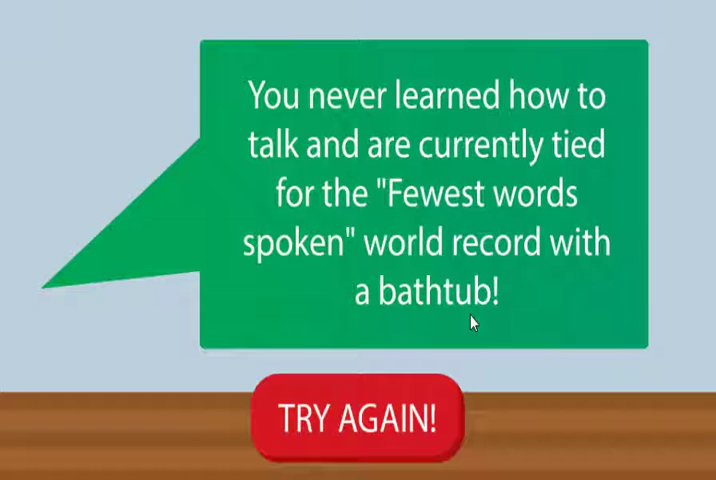 You never learned how to
talk and are currently tied
for the "Fewest words
spoken" world record with
a bathtub!
TRY AGAIN!